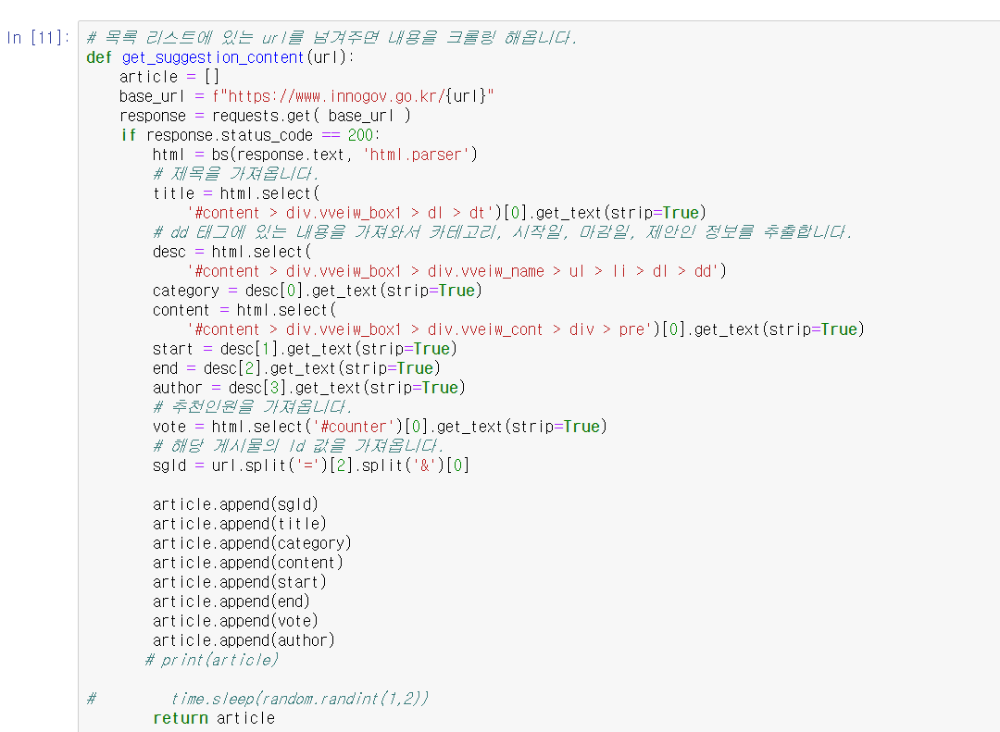 In [11]:
# 목록 리스트에 있는 url를 넘겨주면 내용을 크롤링 해옵니다.
def get_suggestion_content(url):
    article = []
    base_url = f"https://www.innogov.go.kr/{url}"
    response = requests.get( base_url )
    if response.status_code == 200:
        html = bs(response.text, 'html.parser')
        # 제목을 가져옵니다.
        title = html.select(
            '#content > div.vveiw_box1 > dl > dt')[0].get_text(strip=True)
        # dd 태그에 있는 내용을 가져와서 카테고리, 시작일, 마감일, 제안인 정보를 추출합니다.
        desc = html.select(
            '#content > div.vveiw_box1 > div.vveiw_name > ul > li > dl > dd')
        category = desc[0].get_text(strip=True)
        content = html.select(
            '#content > div.vveiw_box1 > div.vveiw_cont > div > pre')[0].get_text(strip=True)
        start = desc[1].get_text(strip=True)
        end = desc[2].get_text(strip=True)
        author = desc[3].get_text(strip=True)
        # 추천인원을 가져옵니다.
        vote = html.select('#counter')[0].get_text(strip=True)
        # 해당 게시물의 Id 값을 가져옵니다.
        sgId = url.split('=')[2].split('&')[0]

        article.append(sgId)
        article.append(title)
        article.append(category)
        article.append(content)
        article.append(start)
        article.append(end)
        article.append(vote)
        article.append(author)
       # print(article)

#         time.sleep(random.randint(1,2))
        return article